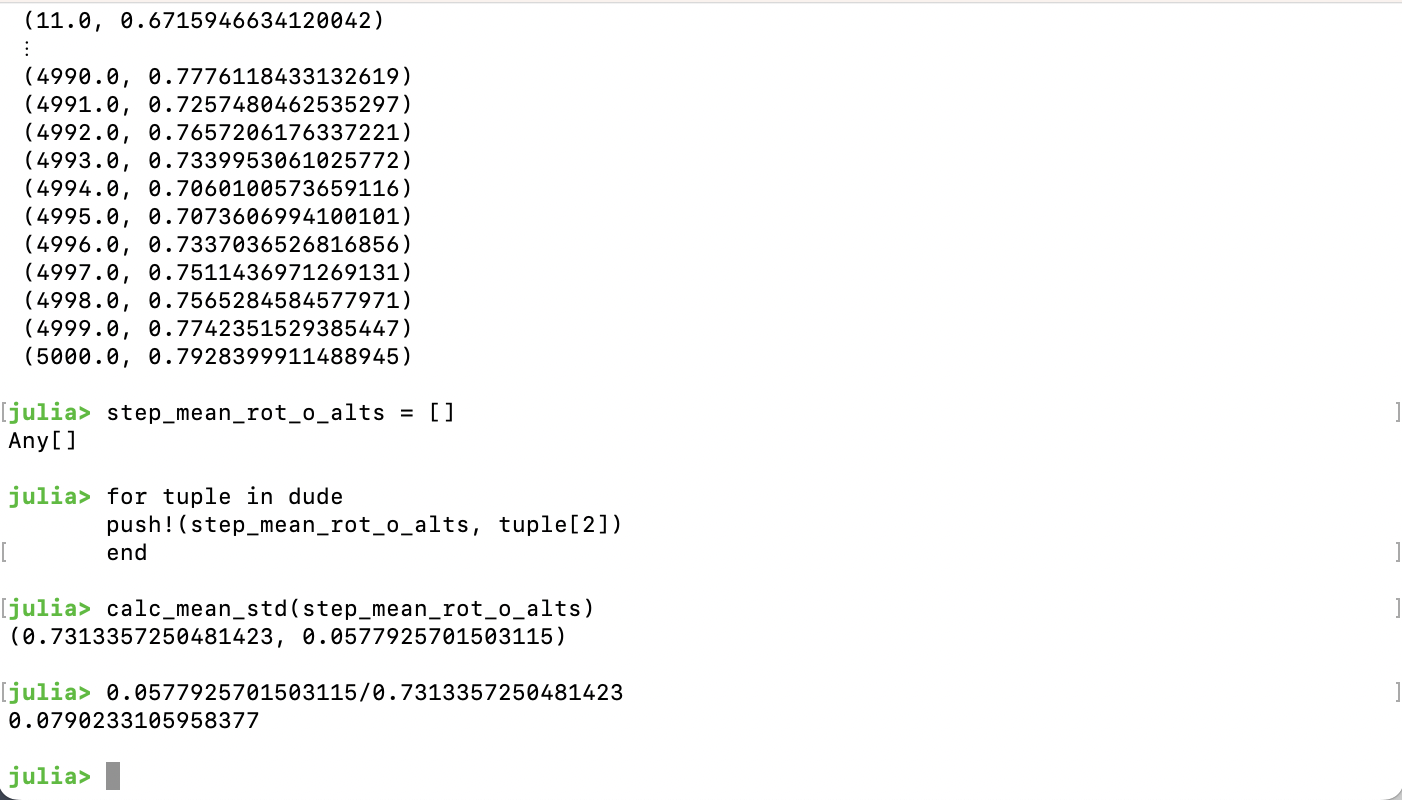 (11.0, 0.6715946634120042)
⋮
(4990.0, 0.7776118433132619)
(4991.0, 0.7257480462535297)
(4992.0, 0.7657206176337221)
(4993.0, 0.7339953061025772)
(4994.0, 0.7060100573659116)
(4995.0, 0.7073606994100101)
(4996.0, 0.7337036526816856)
(4997.0, 0.7511436971269131)
(4998.0, 0.7565284584577971)
(4999.0, 0.7742351529385447)
(5000.0, 0.7928399911488945)
[julia> step_mean_rot_o_alts = [] ]
Any[]
julia> for tuple in dude
push!(step_mean_rot_o_alts, tuple[2])
[ end ]
[julia> calc_mean_std(step_mean_rot_o_alts) ]
(0.7313357250481423, 0.0577925701503115)
[julia> 0.0577925701503115/0.7313357250481423 ]
0.0790233105958377
julia>